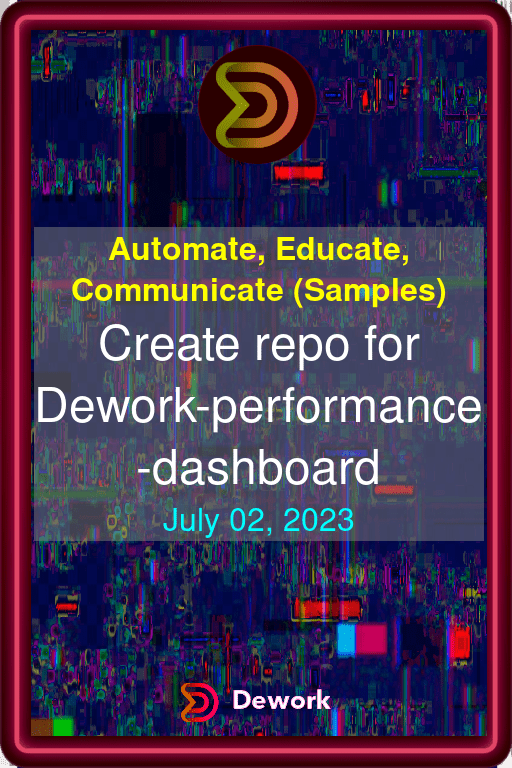 Automate, Educate,
Communicate (Samples)
Create repo for
Dework-performance
-dashboard
July 02, 2023
Dework